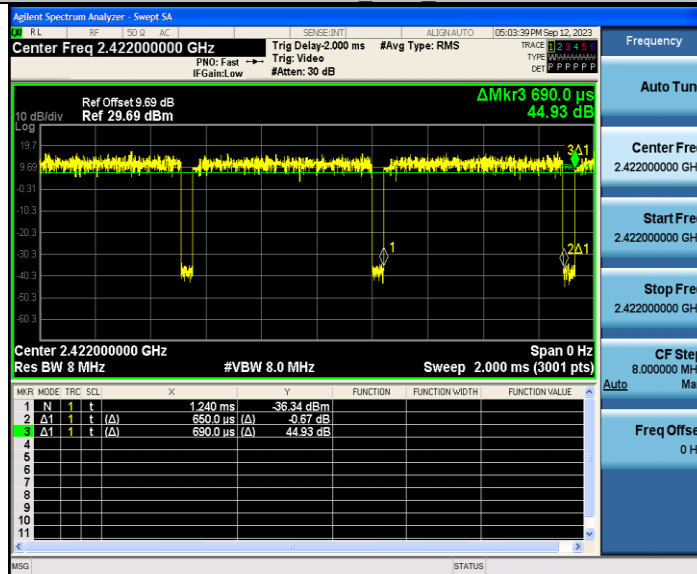 Agilent Spectrum Analyzer - Swept SA
RL RF 50 Ω AC SENSE:INT ALIGN AUTO 05:03:39 PM Sep 12, 2023
Center Freq 2.422000000 GHz
Trig Delay-2.000 ms #Avg Type: RMS TRACE 1 2 3 4 5 6
PNO: Fast Trig: Video TYPE
IFGain:Low #Atten: 30 dB DET P P P P P P
Frequency
Auto Tun
ΔMkr3 690.0 µs
44.93 dB
Ref Offset 9.69 dB
10 dB/div Ref 29.69 dBm
Log
19.7
9.69
-0.31
-10.3
-20.3
-30.3
-40.3
-50.3
-60.3
3Δ1
1
2Δ1
Center Fre
2.422000000 GH
Start Fre
2.422000000 GH
Stop Fre
2.422000000 GH
Center 2.422000000 GHz Span 0 Hz
Res BW 8 MHz #VBW 8.0 MHz Sweep 2.000 ms (3001 pts)
CF Step
8.000000 MH
Auto Ma
MKR MODE TRC SCL X Y FUNCTION FUNCTION WIDTH FUNCTION VALUE
1 N 1 t 1.240 ms -36.34 dBm
2 Δ1 1 t (Δ) 650.0 µs (Δ) -0.67 dB
3 Δ1 1 t (Δ) 690.0 µs (Δ) 44.93 dB
4
5
6
7
8
9
10
11
Freq Offse
0 H
MSG STATUS